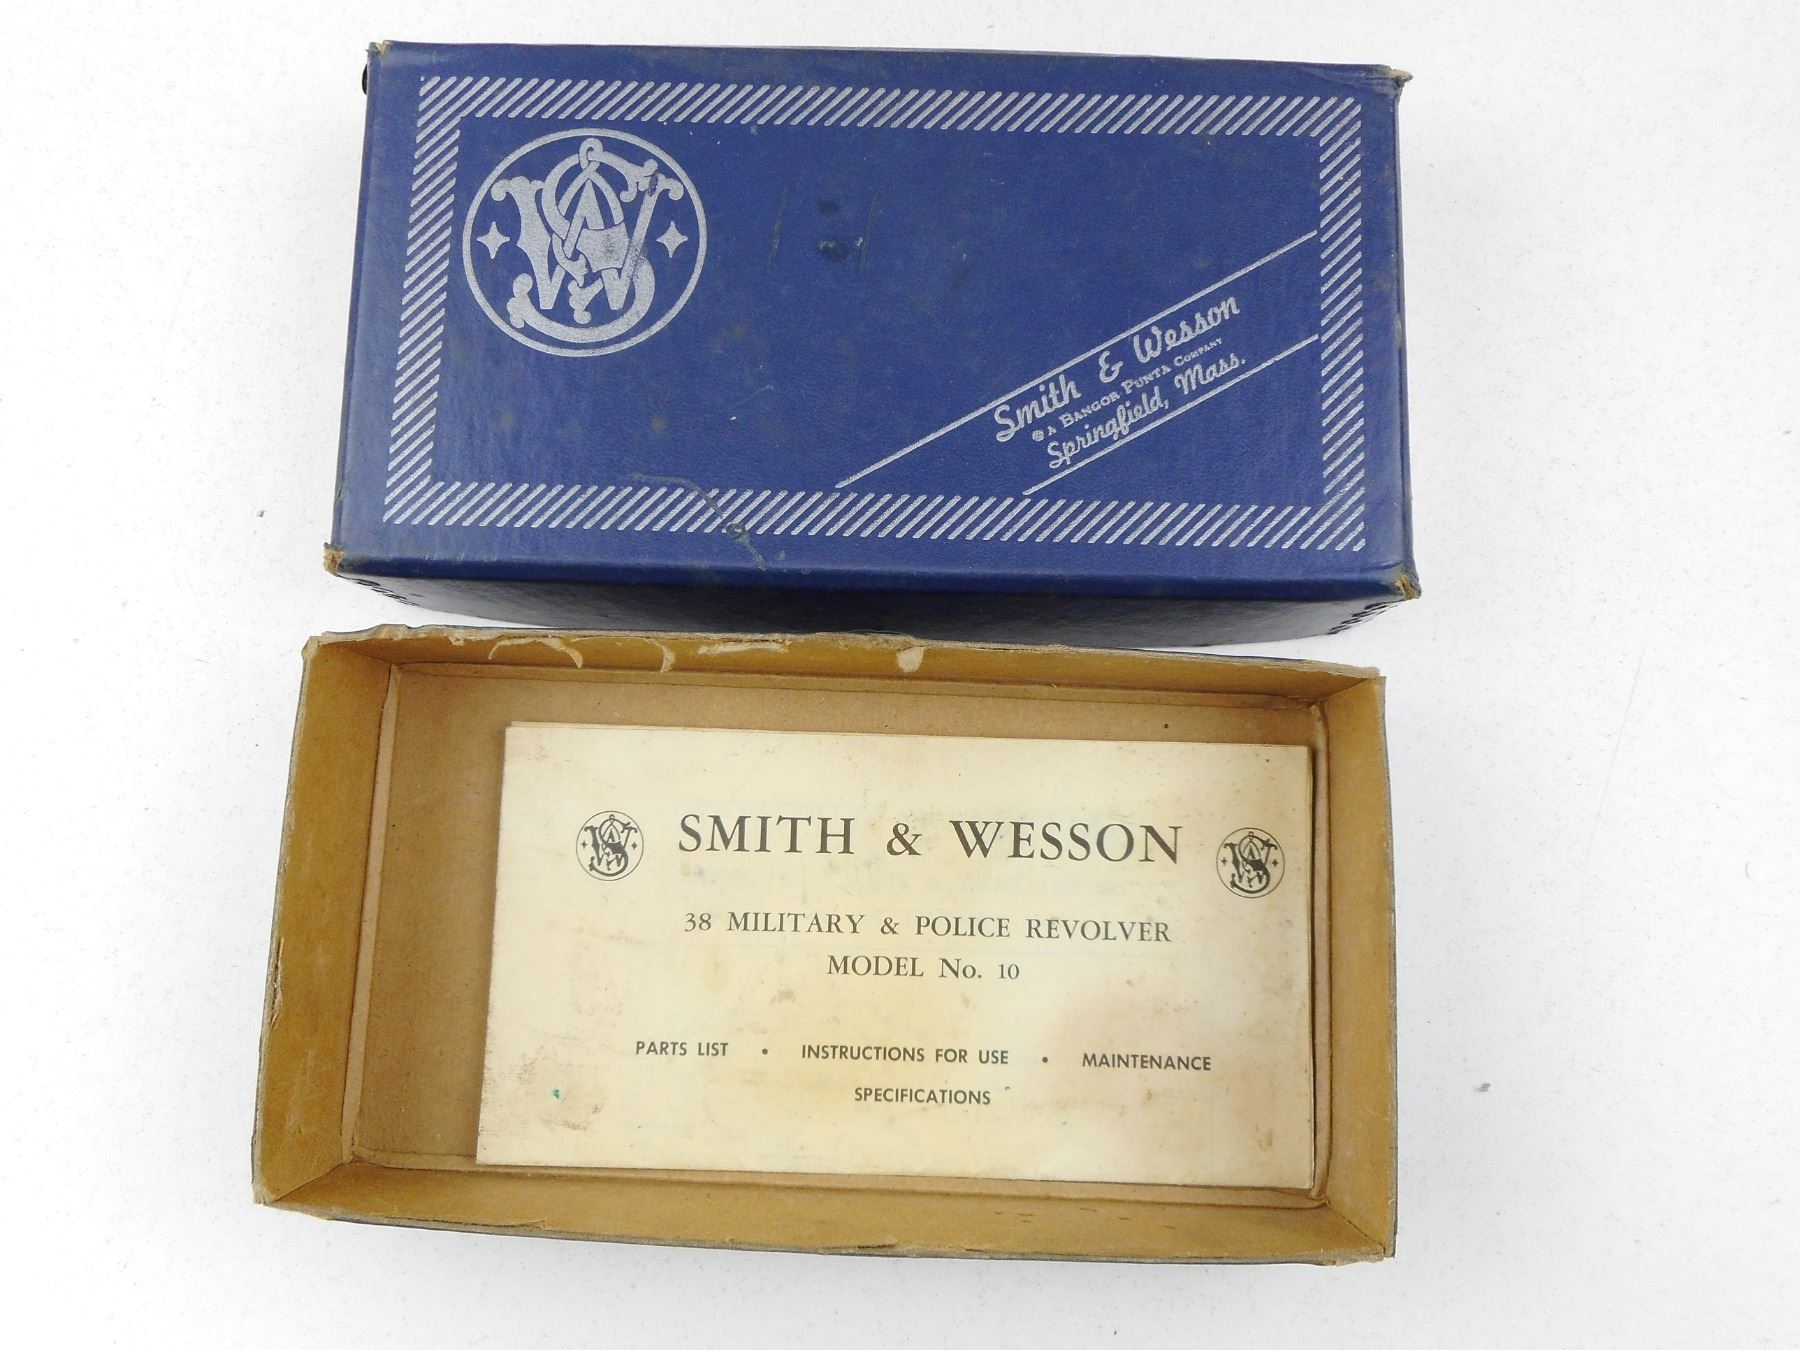 Smith & Wesson
A BANGOR PUNTA COMPANY
Springfield, Mass.
SMITH & WESSON
38 MILITARY & POLICE REVOLVER
MODEL No. 10
PARTS LIST • INSTRUCTIONS FOR USE • MAINTENANCE
SPECIFICATIONS